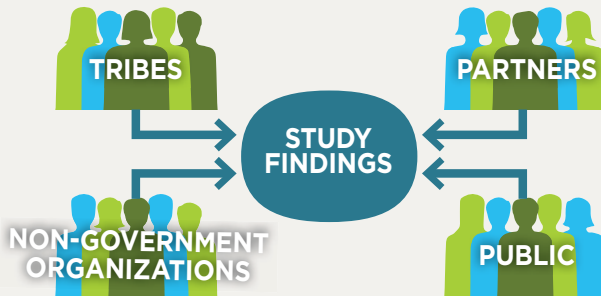 TRIBES
PARTNERS
STUDY
FINDINGS
NON-GOVERNMENT
ORGANIZATIONS
PUBLIC